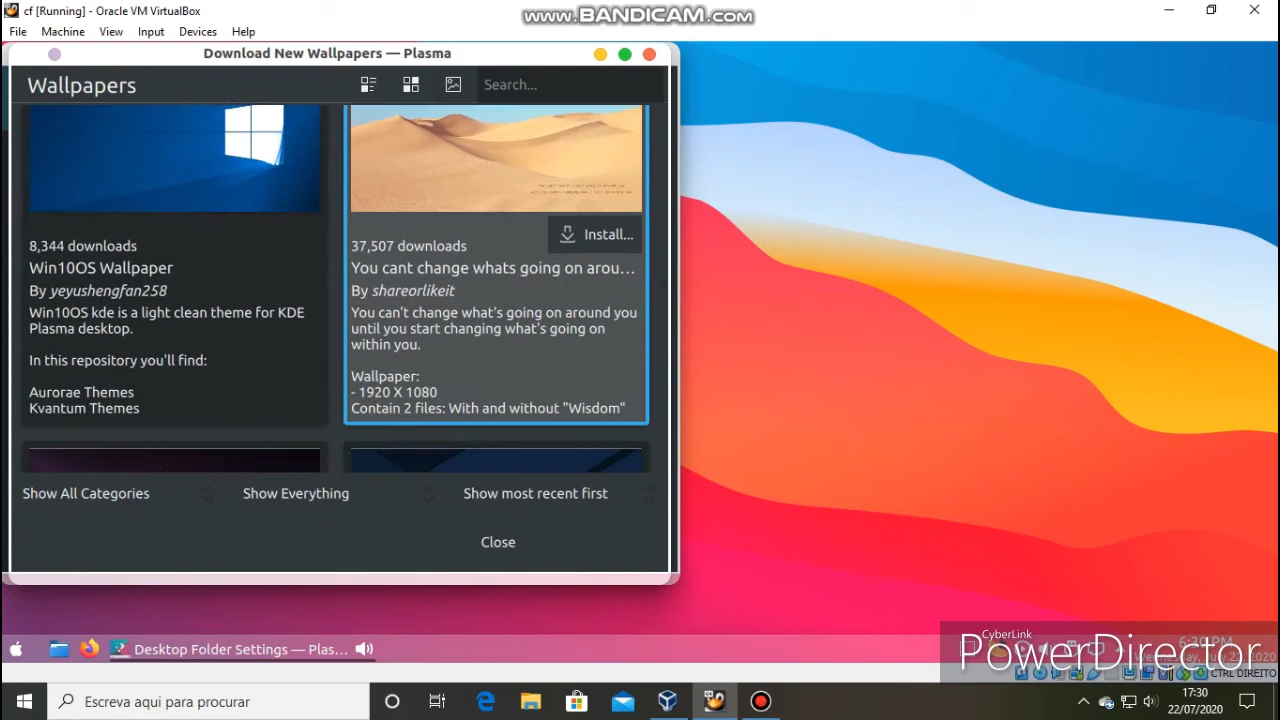 cf [Running] - Oracle VM VirtualBox
www.BANDICAM.com
File Machine View Input Devices Help
Download New Wallpapers — Plasma
Wallpapers
Search...
8,344 downloads
Win10OS Wallpaper
By yeyushengfan258
Win10OS kde is a light clean theme for KDE
Plasma desktop.
In this repository you'll find:
Aurorae Themes
Kvantum Themes
Install...
37,507 downloads
You cant change whats going on arou...
By shareorlikeit
You can't change what's going on around you
until you start changing what's going on
within you.
Wallpaper:
- 1920 X 1080
Contain 2 files: With and without "Wisdom"
Show All Categories
Show Everything
Show most recent first
Close
Desktop Folder Settings — Plas...
CyberLink
PowerDirector
CTRL DIREITO
Escreva aqui para procurar
17:30
22/07/2020